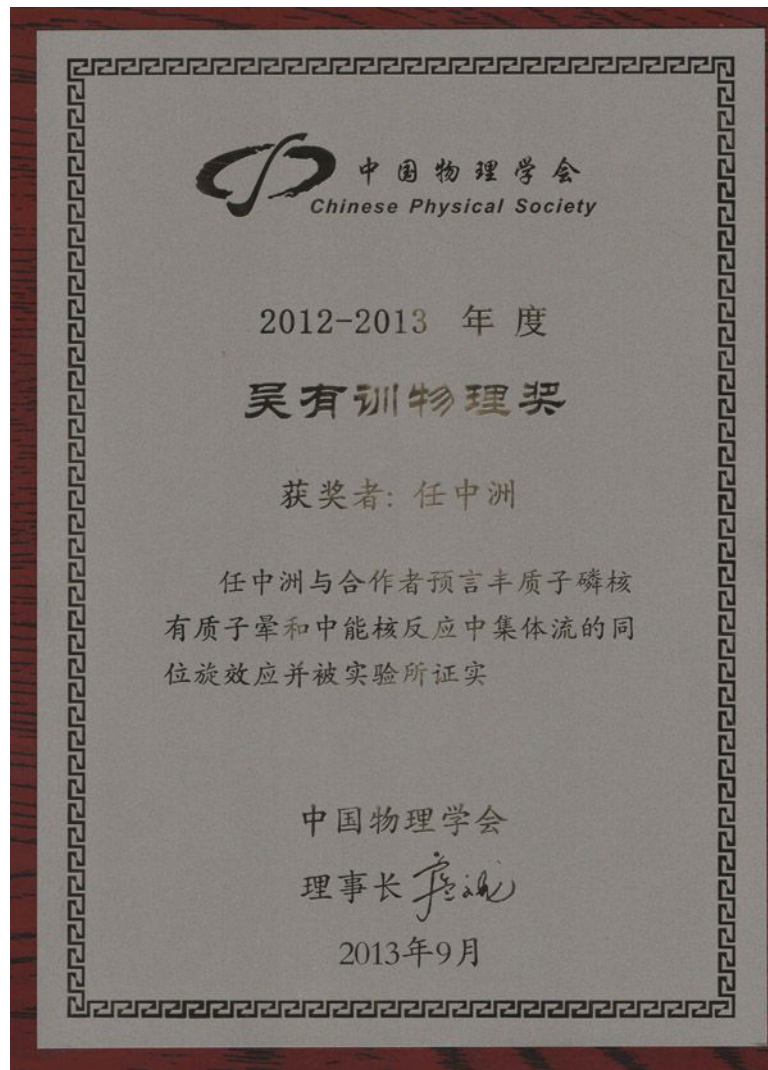 中国物理学会
Chinese Physical Society
2012-2013 年度
吴有训物理奖
获奖者: 任中洲
任中洲与合作者预言丰质子磷核
有质子晕和中能核反应中集体流的同
位旋效应并被实验所证实
中国物理学会
理事长
2013年9月